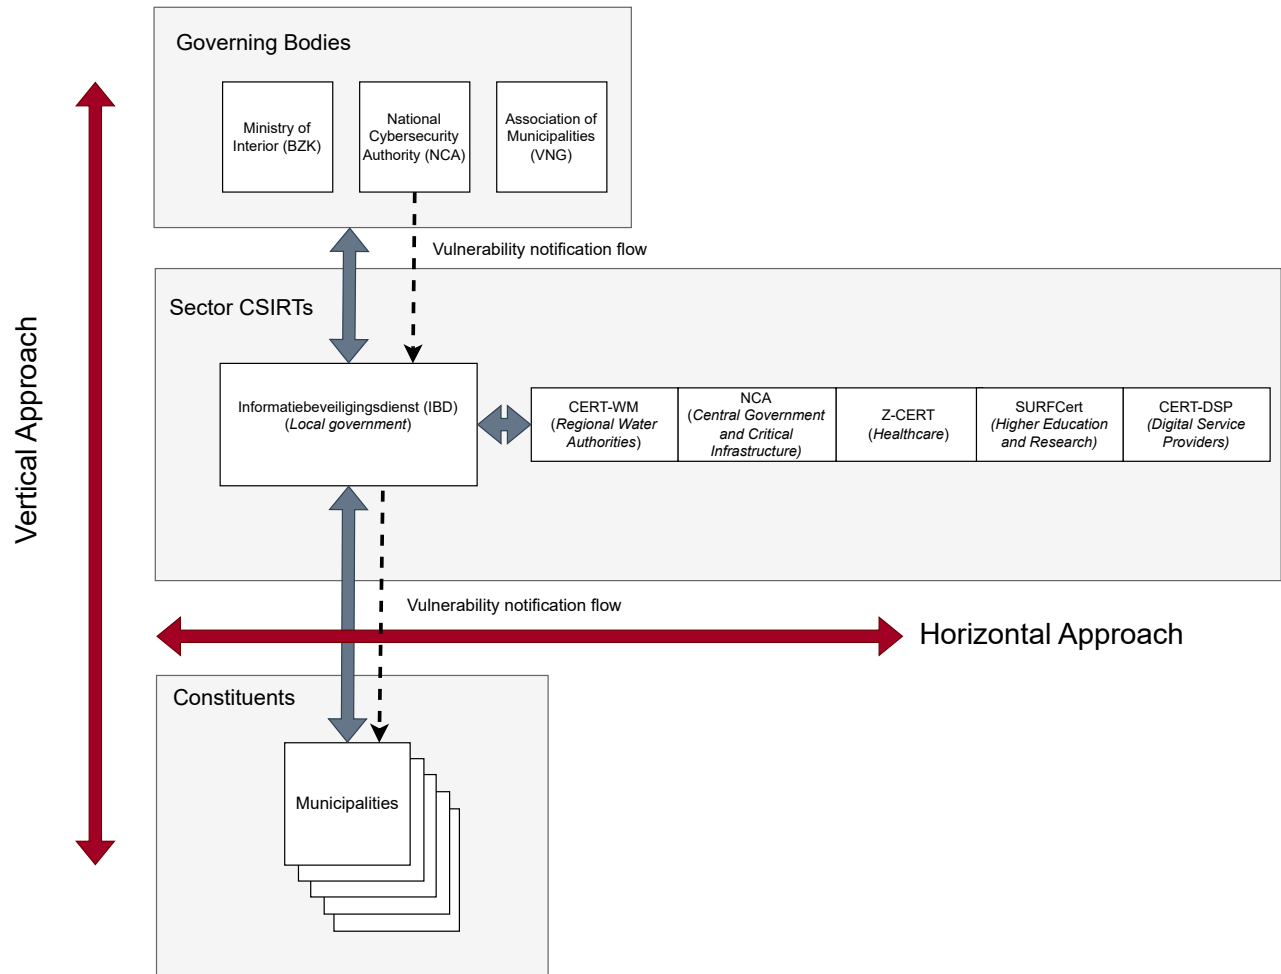 Governing Bodies
Ministry of
Interior (BZK)
National
Cybersecurity
Authority (NCA)
Association of
Municipalities
(VNG)
Vulnerability notification flow
Sector CSIRTs
Informatiebeveiligingsdienst (IBD)
(Local government)
CERT-WM
(Regional Water
Authorities)
NCA
(Central Government
and Critical
Infrastructure)
Z-CERT
(Healthcare)
SURFCert
(Higher Education
and Research)
CERT-DSP
(Digital Service
Providers)
Vertical Approach
Vulnerability notification flow
Horizontal Approach
Constituents
Municipalities